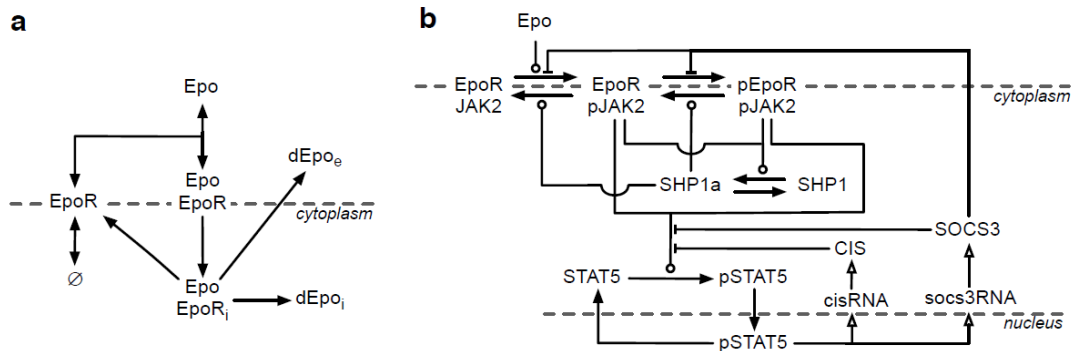 a
Epo
Epo
EpoR
EpoR
dEpoe
cytoplasm
∅
Epo
EpoRi
dEpoi
b
Epo
EpoR
JAK2
EpoR
pJAK2
pEpoR
pJAK2
cytoplasm
SHP1a
SHP1
SOCS3
CIS
STAT5
pSTAT5
cisRNA
socs3RNA
nucleus
pSTAT5